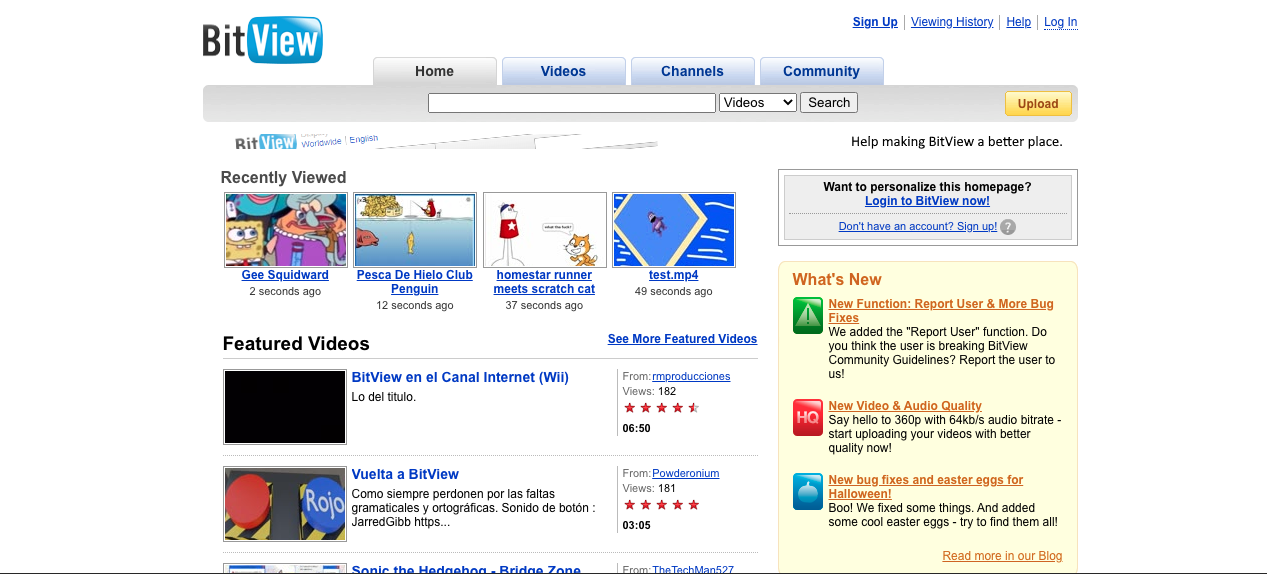 BitView
Sign Up Viewing History Help Log In
Home Videos Channels Community
Videos Search Upload
BitView Worldwide | English
Help making BitView a better place.
Recently Viewed
what the heck?
Gee Squidward
2 seconds ago
Pesca De Hielo Club
Penguin
12 seconds ago
homestar runner
meets scratch cat
37 seconds ago
test.mp4
49 seconds ago
Want to personalize this homepage?
Login to BitView now!
Don't have an account? Sign up! ?
Featured Videos
See More Featured Videos
BitView en el Canal Internet (Wii)
Lo del titulo.
From: rmproducciones
Views: 182
06:50
Rojo
Vuelta a BitView
Como siempre perdonen por las faltas
gramaticales y ortográficas. Sonido de botón :
JarredGibb https...
From: Powderonium
Views: 181
03:05
Sonic the Hedgehog - Bridge Zone
From: TheTechMan527
What's New
New Function: Report User & More Bug
Fixes
We added the "Report User" function. Do
you think the user is breaking BitView
Community Guidelines? Report the user to
us!
HQ
New Video & Audio Quality
Say hello to 360p with 64kb/s audio bitrate -
start uploading your videos with better
quality now!
New bug fixes and easter eggs for
Halloween!
Boo! We fixed some things. And added
some cool easter eggs - try to find them all!
Read more in our Blog